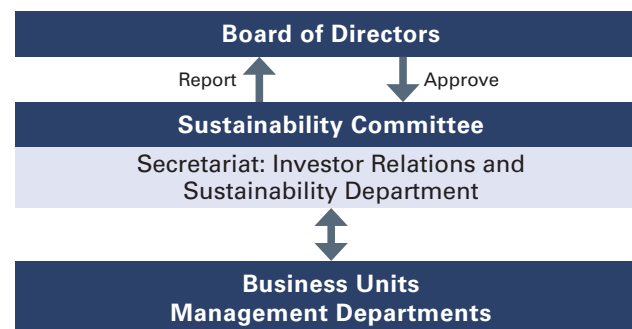 Board of Directors
Report
Approve
Sustainability Committee
Secretariat: Investor Relations and
Sustainability Department
Business Units
Management Departments